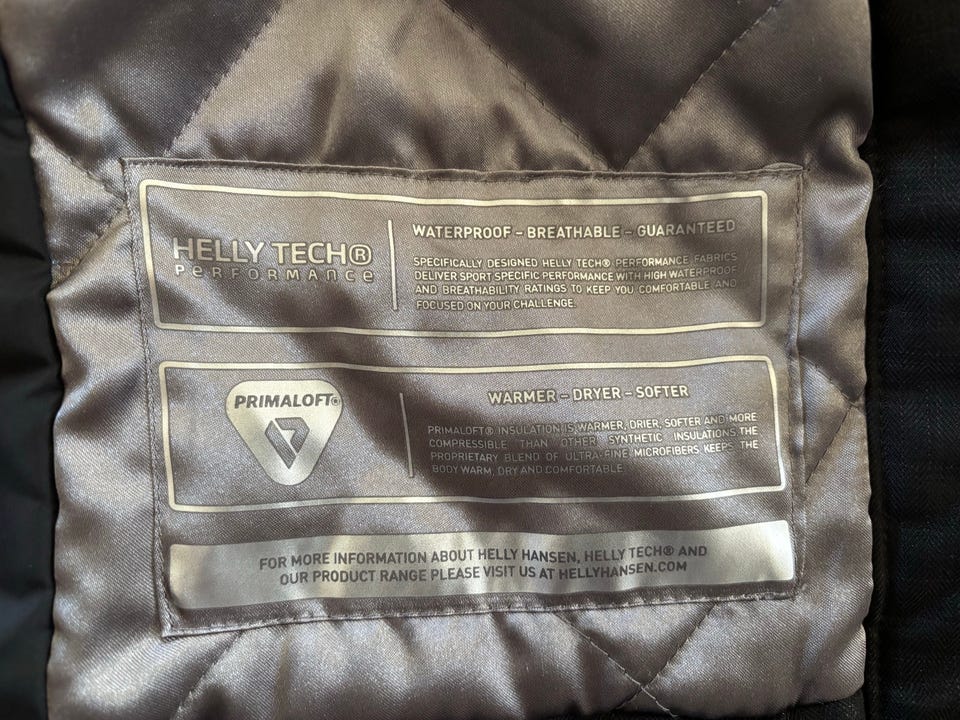 HELLY TECH®
PERFORMANCE
WATERPROOF – BREATHABLE – GUARANTEED
SPECIFICALLY DESIGNED HELLY TECH® PERFORMANCE FABRICS
DELIVER SPORT SPECIFIC PERFORMANCE WITH HIGH WATERPROOF
AND BREATHABILITY RATINGS TO KEEP YOU COMFORTABLE AND
FOCUSED ON YOUR CHALLENGE.
PRIMALOFT®
WARMER – DRYER – SOFTER
PRIMALOFT® INSULATION IS WARMER, DRIER, SOFTER AND MORE
COMPRESSIBLE THAN OTHER SYNTHETIC INSULATIONS THE
PROPRIETARY BLEND OF ULTRA-FINE MICROFIBERS KEEPS THE
BODY WARM, DRY AND COMFORTABLE.
FOR MORE INFORMATION ABOUT HELLY HANSEN, HELLY TECH® AND
OUR PRODUCT RANGE PLEASE VISIT US AT HELLYHANSEN.COM